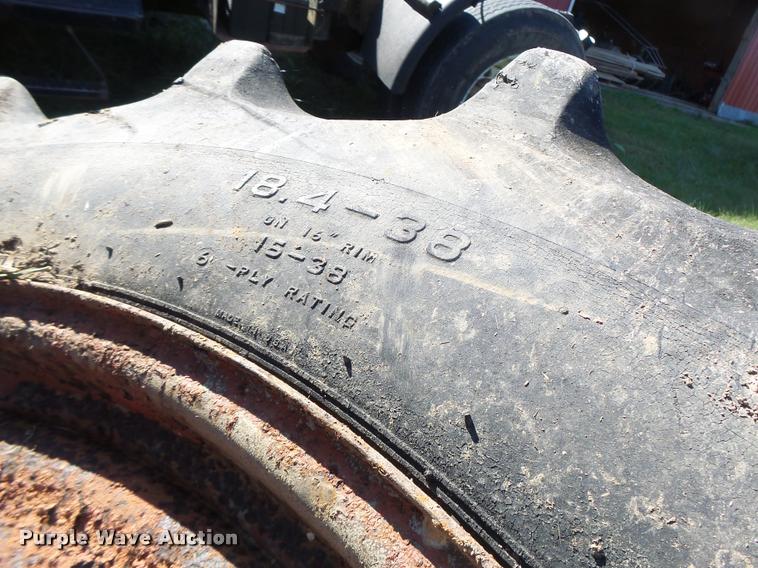 18.4-38
ON 16" RIM
15-38
6 -PLY RATING
MADE IN U.S.A.
Purple Wave Auction